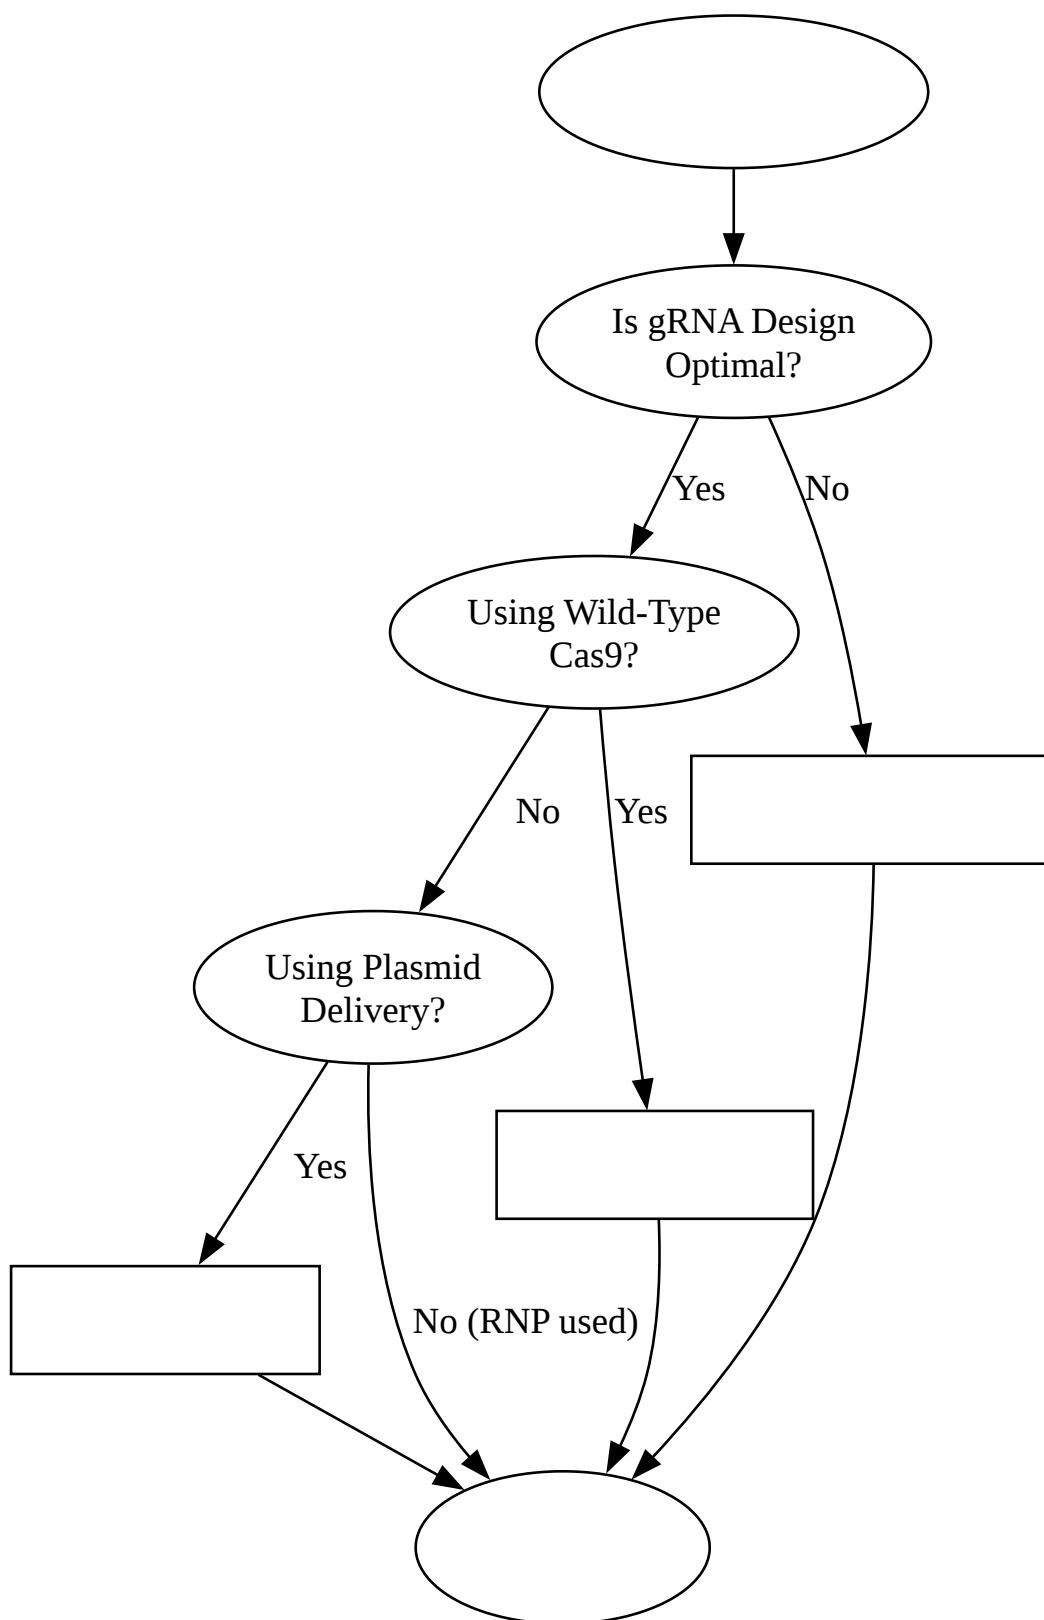 Is gRNA Design
Optimal?
Yes
No
Using Wild-Type
Cas9?
No
Yes
Using Plasmid
Delivery?
Yes
No (RNP used)